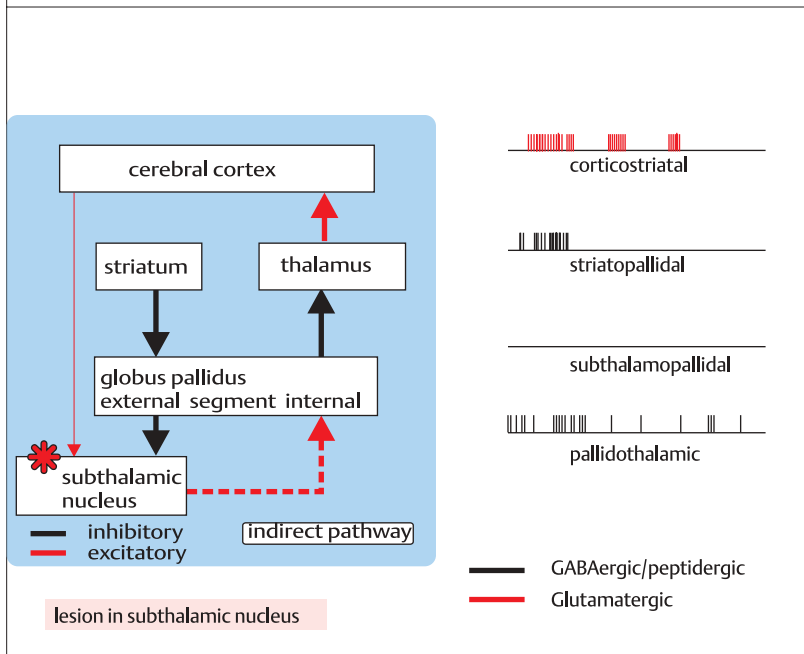 cerebral cortex
striatum
thalamus
globus pallidus
external segment internal
subthalamic
nucleus
inhibitory
excitatory
indirect pathway
lesion in subthalamic nucleus
corticostriatal
striatopallidal
subthalamopallidal
pallidothalamic
GABAergic/peptidergic
Glutamatergic